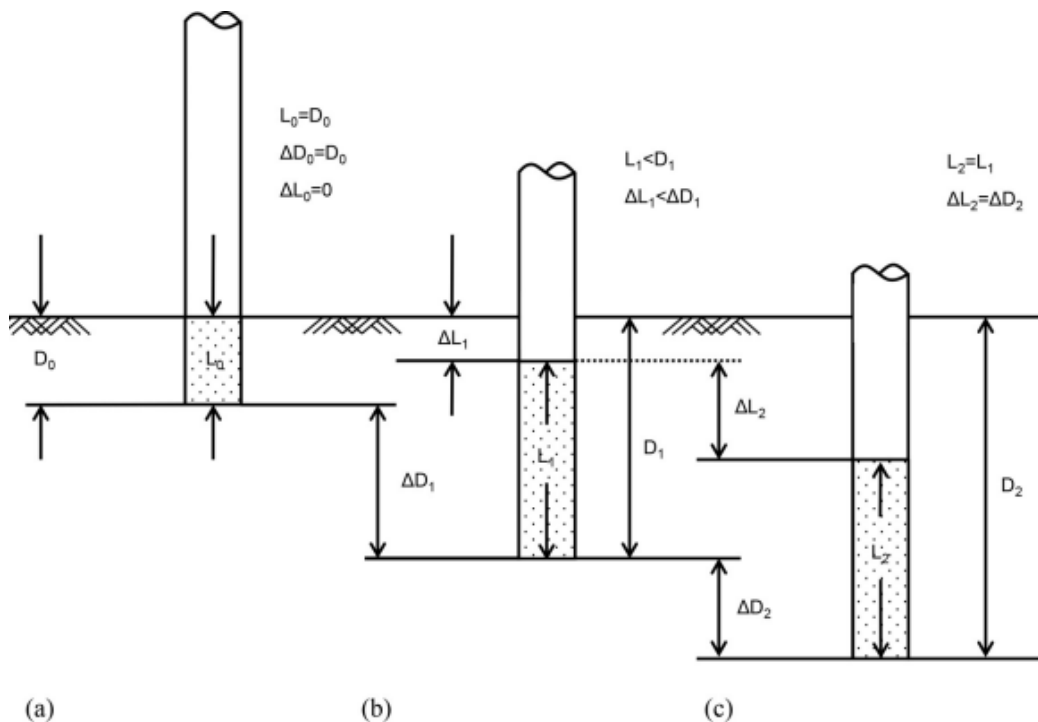 L₀=D₀
ΔD₀=D₀
ΔL₀=0
L₁<D₁
ΔL₁<ΔD₁
L₂=L₁
ΔL₂=ΔD₂
D₀
L₀
ΔL₁
ΔD₁
L₁
D₁
ΔL₂
ΔD₂
L₂
D₂
(a)
(b)
(c)